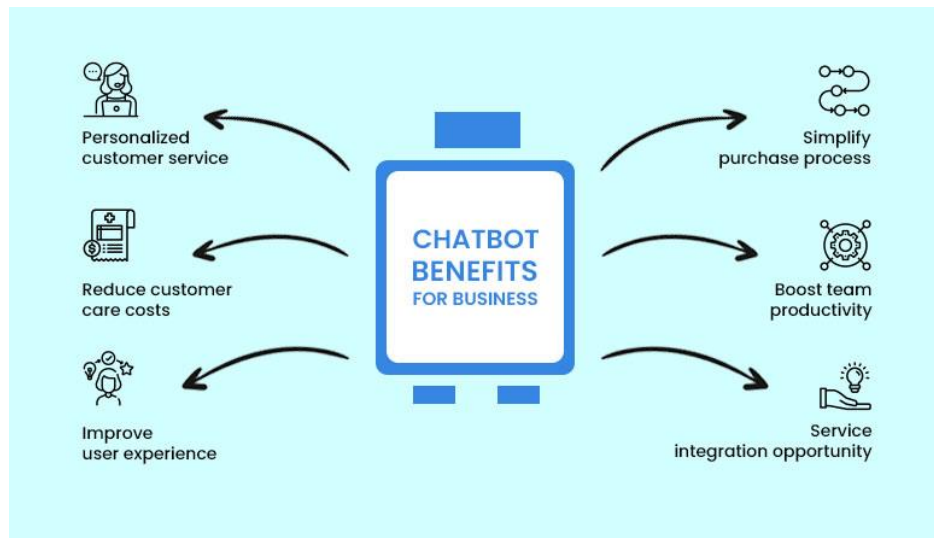 Personalized
customer service
Reduce customer
care costs
Improve
user experience
CHATBOT
BENEFITS
FOR BUSINESS
Simplify
purchase process
Boost team
productivity
Service
integration opportunity